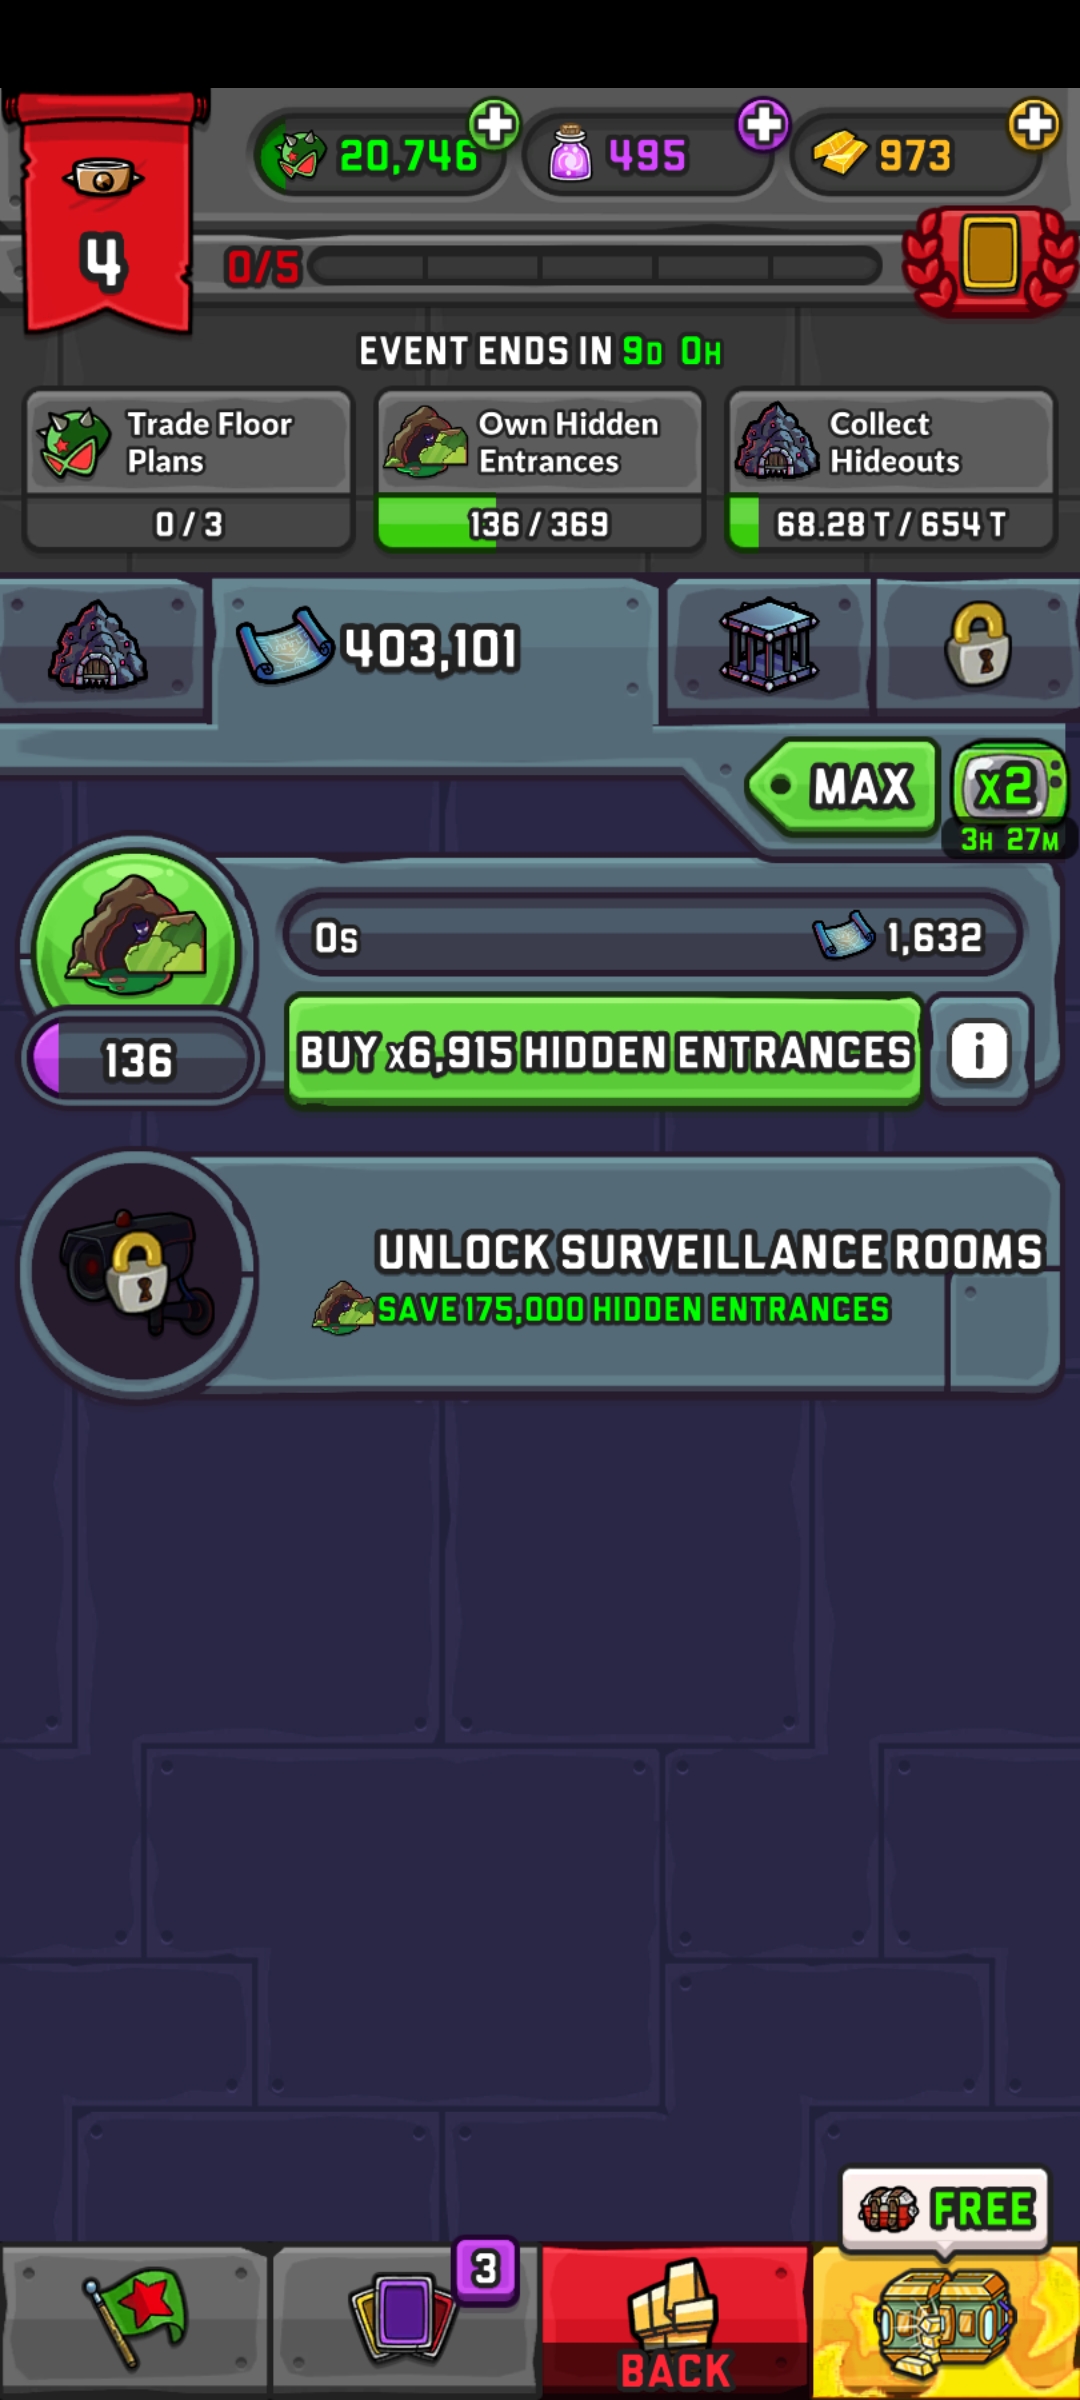 20,746
495
973
4
0/5
EVENT ENDS IN 9D 0H
Trade Floor
Plans
0 / 3
Own Hidden
Entrances
136 / 369
Collect
Hideouts
68.28 T / 654 T
403,101
MAX
x2
3H 27M
0s
1,632
136
BUY x6,915 HIDDEN ENTRANCES
i
UNLOCK SURVEILLANCE ROOMS
SAVE 175,000 HIDDEN ENTRANCES
FREE
3
BACK